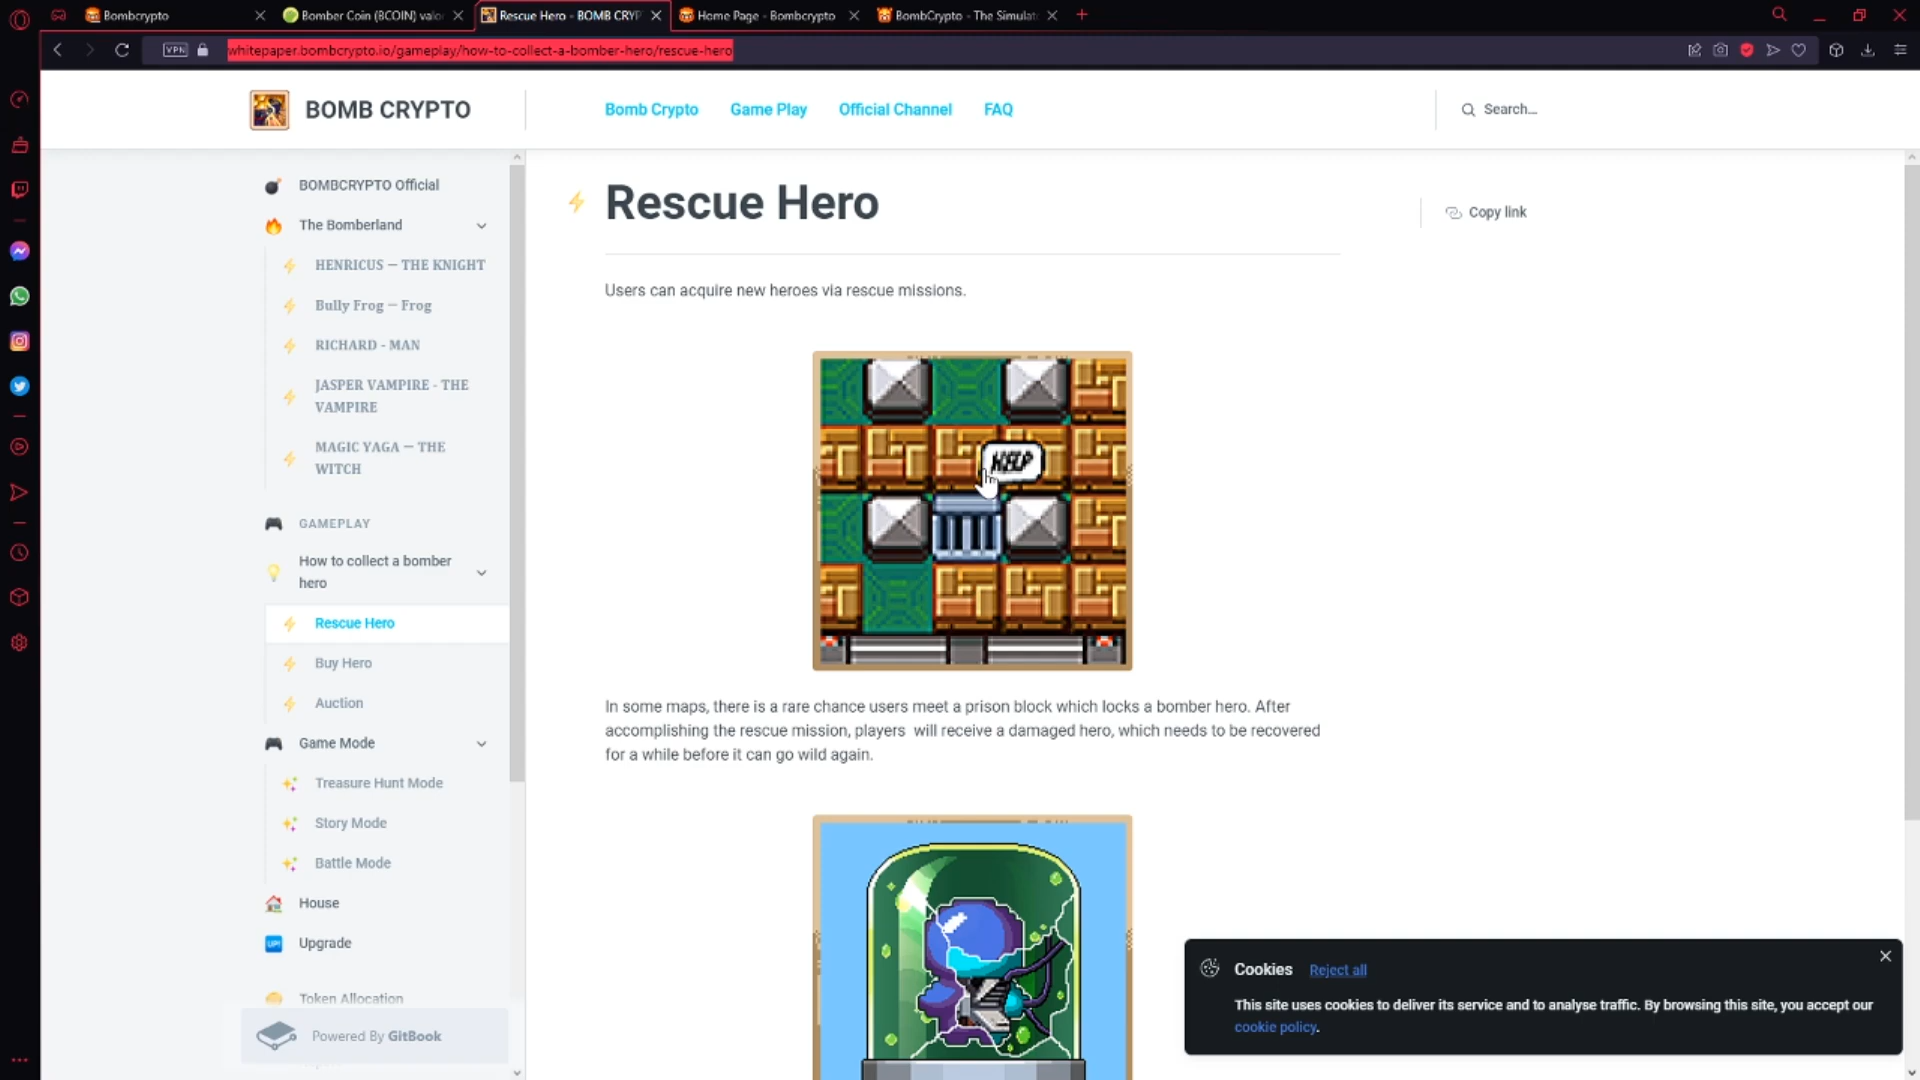 Bombcrypto
Bomber Coin (BCOIN) valo
Rescue Hero - BOMB CRYP
Home Page - Bombcrypto
BombCrypto - The Simulat
VPN
whitepaper.bombcrypto.io/gameplay/how-to-collect-a-bomber-hero/rescue-hero
BOMB CRYPTO
Bomb Crypto
Game Play
Official Channel
FAQ
Search...
BOMBCRYPTO Official
The Bomberland
HENRICUS — THE KNIGHT
Bully Frog — Frog
RICHARD - MAN
JASPER VAMPIRE - THE
VAMPIRE
MAGIC YAGA — THE
WITCH
GAMEPLAY
How to collect a bomber
hero
Rescue Hero
Buy Hero
Auction
Game Mode
Treasure Hunt Mode
Story Mode
Battle Mode
House
UP!
Upgrade
Token Allocation
Powered By GitBook
Rescue Hero
Copy link
Users can acquire new heroes via rescue missions.
HELP
In some maps, there is a rare chance users meet a prison block which locks a bomber hero. After
accomplishing the rescue mission, players will receive a damaged hero, which needs to be recovered
for a while before it can go wild again.
Cookies
Reject all
This site uses cookies to deliver its service and to analyse traffic. By browsing this site, you accept our
cookie policy.